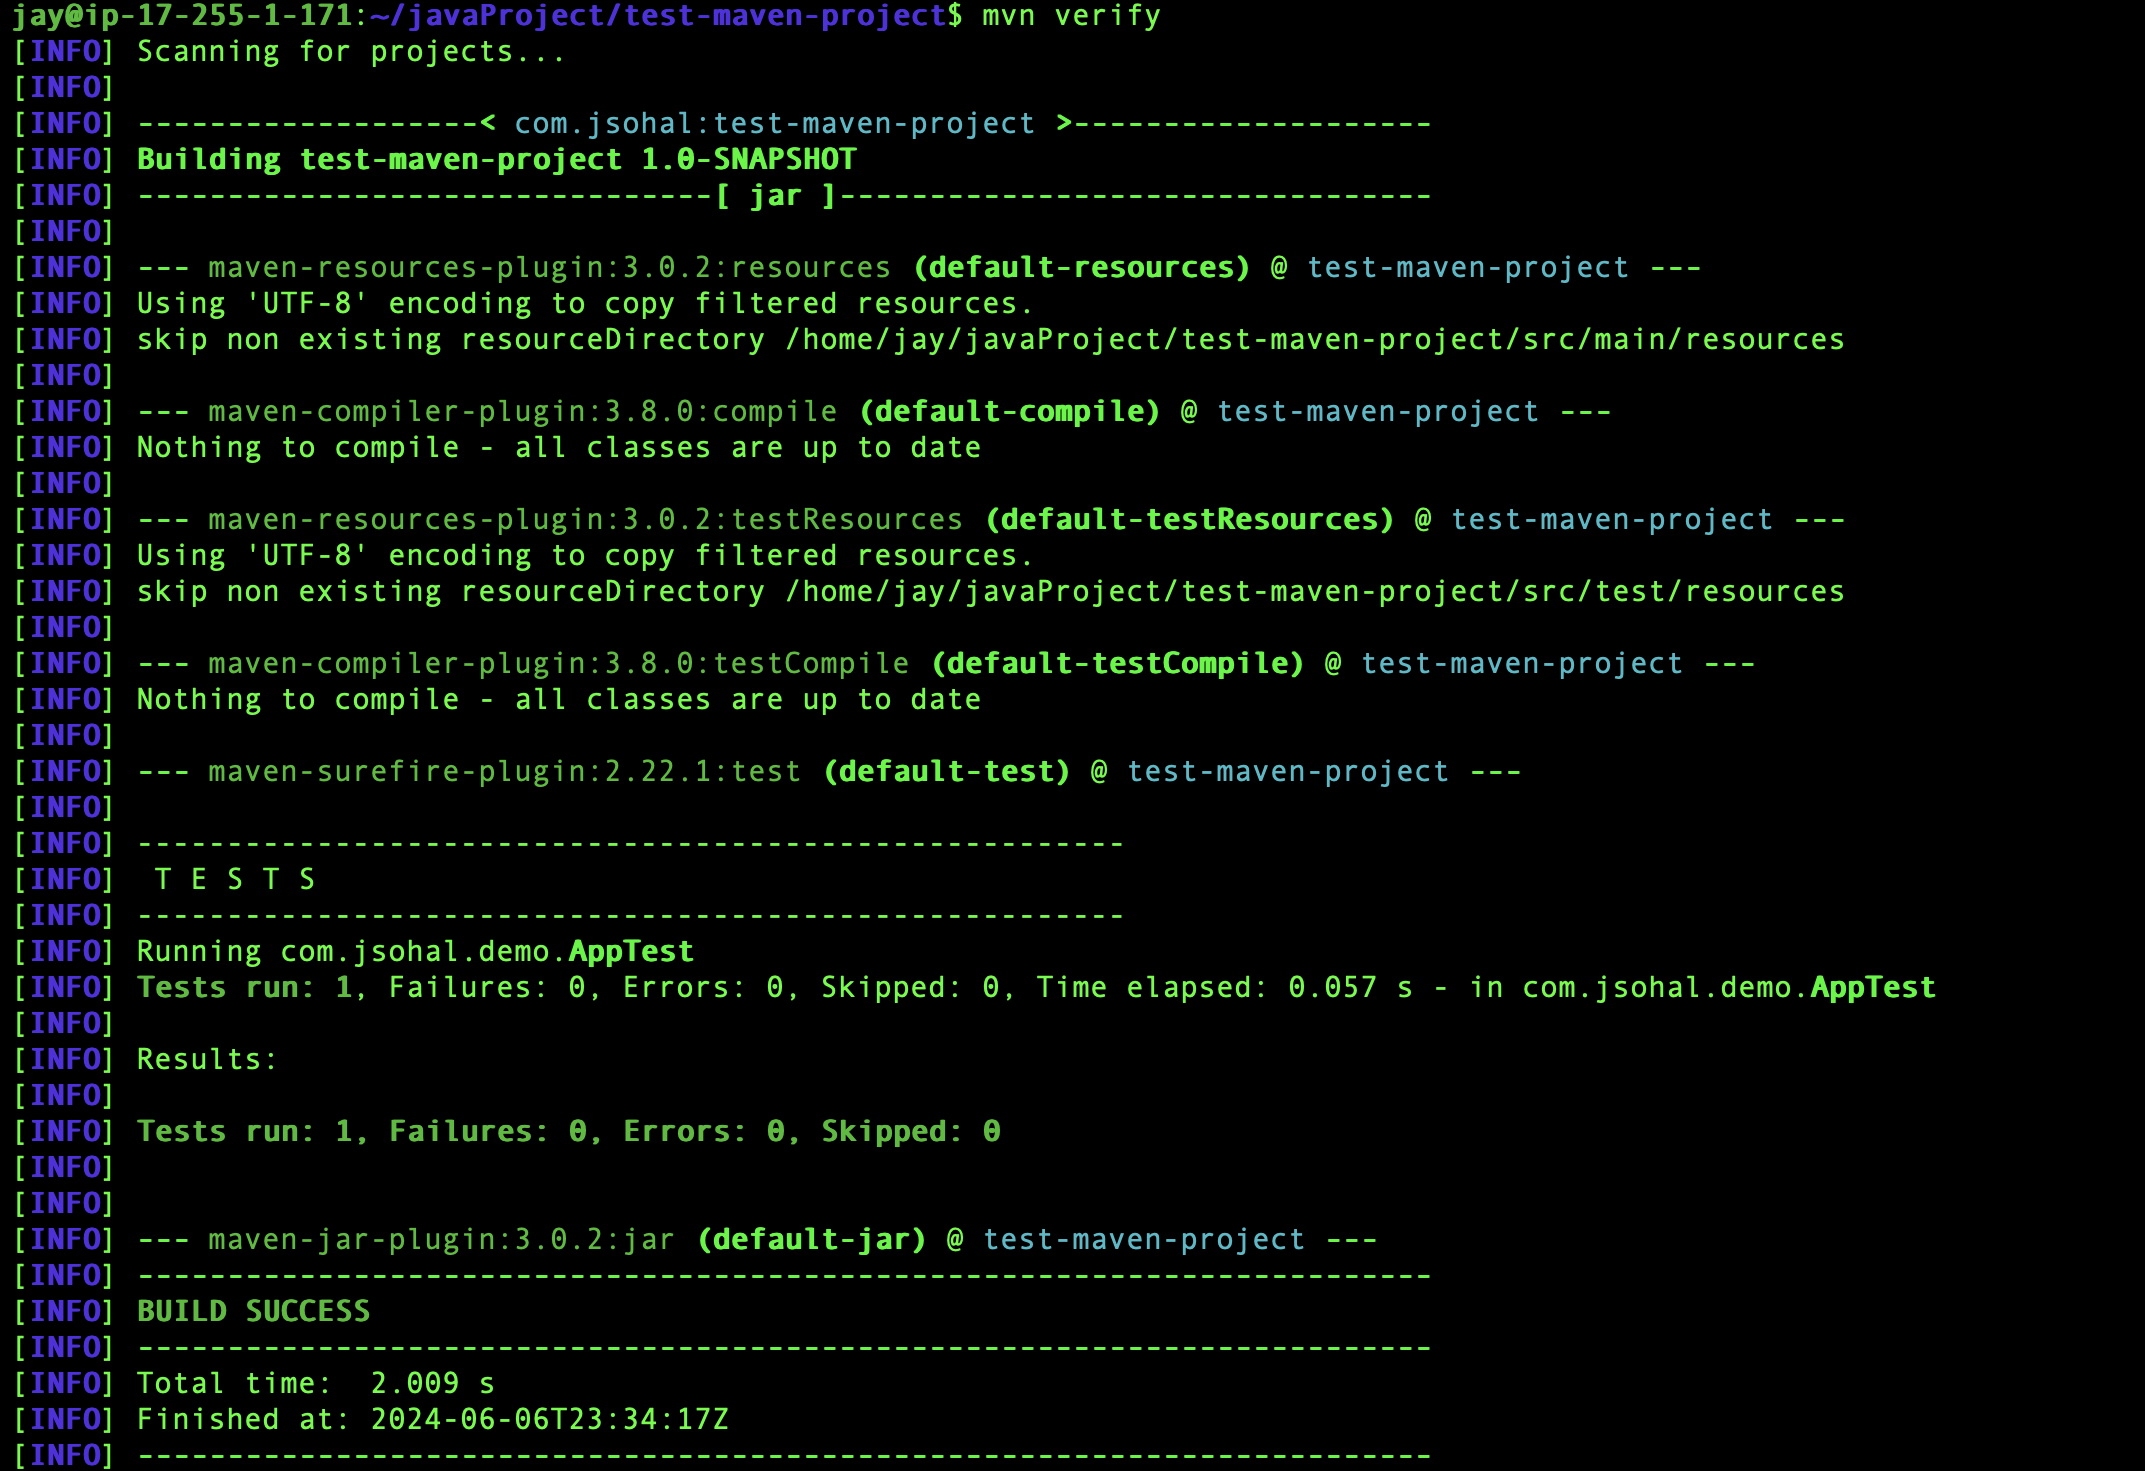 jay@ip-17-255-1-171:~/javaProject/test-maven-project$ mvn verify
[INFO] Scanning for projects...
[INFO]
[INFO] -------------------< com.jsohal:test-maven-project >--------------------
[INFO] Building test-maven-project 1.0-SNAPSHOT
[INFO] --------------------------------[ jar ]---------------------------------
[INFO]
[INFO] --- maven-resources-plugin:3.0.2:resources (default-resources) @ test-maven-project ---
[INFO] Using 'UTF-8' encoding to copy filtered resources.
[INFO] skip non existing resourceDirectory /home/jay/javaProject/test-maven-project/src/main/resources
[INFO]
[INFO] --- maven-compiler-plugin:3.8.0:compile (default-compile) @ test-maven-project ---
[INFO] Nothing to compile - all classes are up to date
[INFO]
[INFO] --- maven-resources-plugin:3.0.2:testResources (default-testResources) @ test-maven-project ---
[INFO] Using 'UTF-8' encoding to copy filtered resources.
[INFO] skip non existing resourceDirectory /home/jay/javaProject/test-maven-project/src/test/resources
[INFO]
[INFO] --- maven-compiler-plugin:3.8.0:testCompile (default-testCompile) @ test-maven-project ---
[INFO] Nothing to compile - all classes are up to date
[INFO]
[INFO] --- maven-surefire-plugin:2.22.1:test (default-test) @ test-maven-project ---
[INFO]
[INFO] -------------------------------------------------------
[INFO]  T E S T S
[INFO] -------------------------------------------------------
[INFO] Running com.jsohal.demo.AppTest
[INFO] Tests run: 1, Failures: 0, Errors: 0, Skipped: 0, Time elapsed: 0.057 s - in com.jsohal.demo.AppTest
[INFO]
[INFO] Results:
[INFO]
[INFO] Tests run: 1, Failures: 0, Errors: 0, Skipped: 0
[INFO]
[INFO]
[INFO] --- maven-jar-plugin:3.0.2:jar (default-jar) @ test-maven-project ---
[INFO] ------------------------------------------------------------------------
[INFO] BUILD SUCCESS
[INFO] ------------------------------------------------------------------------
[INFO] Total time:  2.009 s
[INFO] Finished at: 2024-06-06T23:34:17Z
[INFO] ------------------------------------------------------------------------